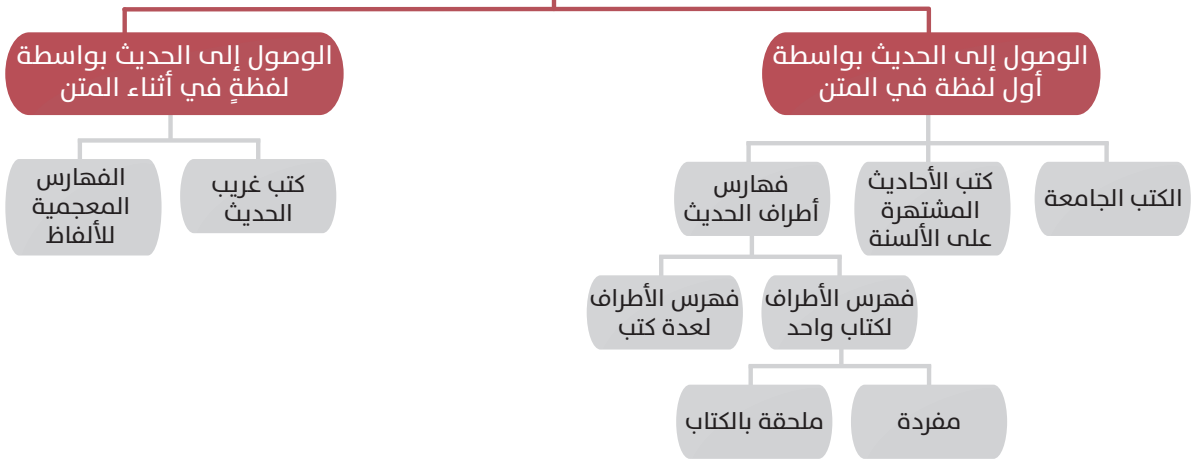 الوصول إلى الحديث بواسطة
أول لفظة في المتن
الوصول إلى الحديث بواسطة
لفظةٍ في أثناء المتن
الكتب الجامعة
كتب الأحاديث
المشتهرة
على الألسنة
فهارس
أطراف الحديث
كتب غريب
الحديث
الفهارس
المعجمية
للألفاظ
فهرس الأطراف
لكتاب واحد
فهرس الأطراف
لعدة كتب
مفردة
ملحقة بالكتاب